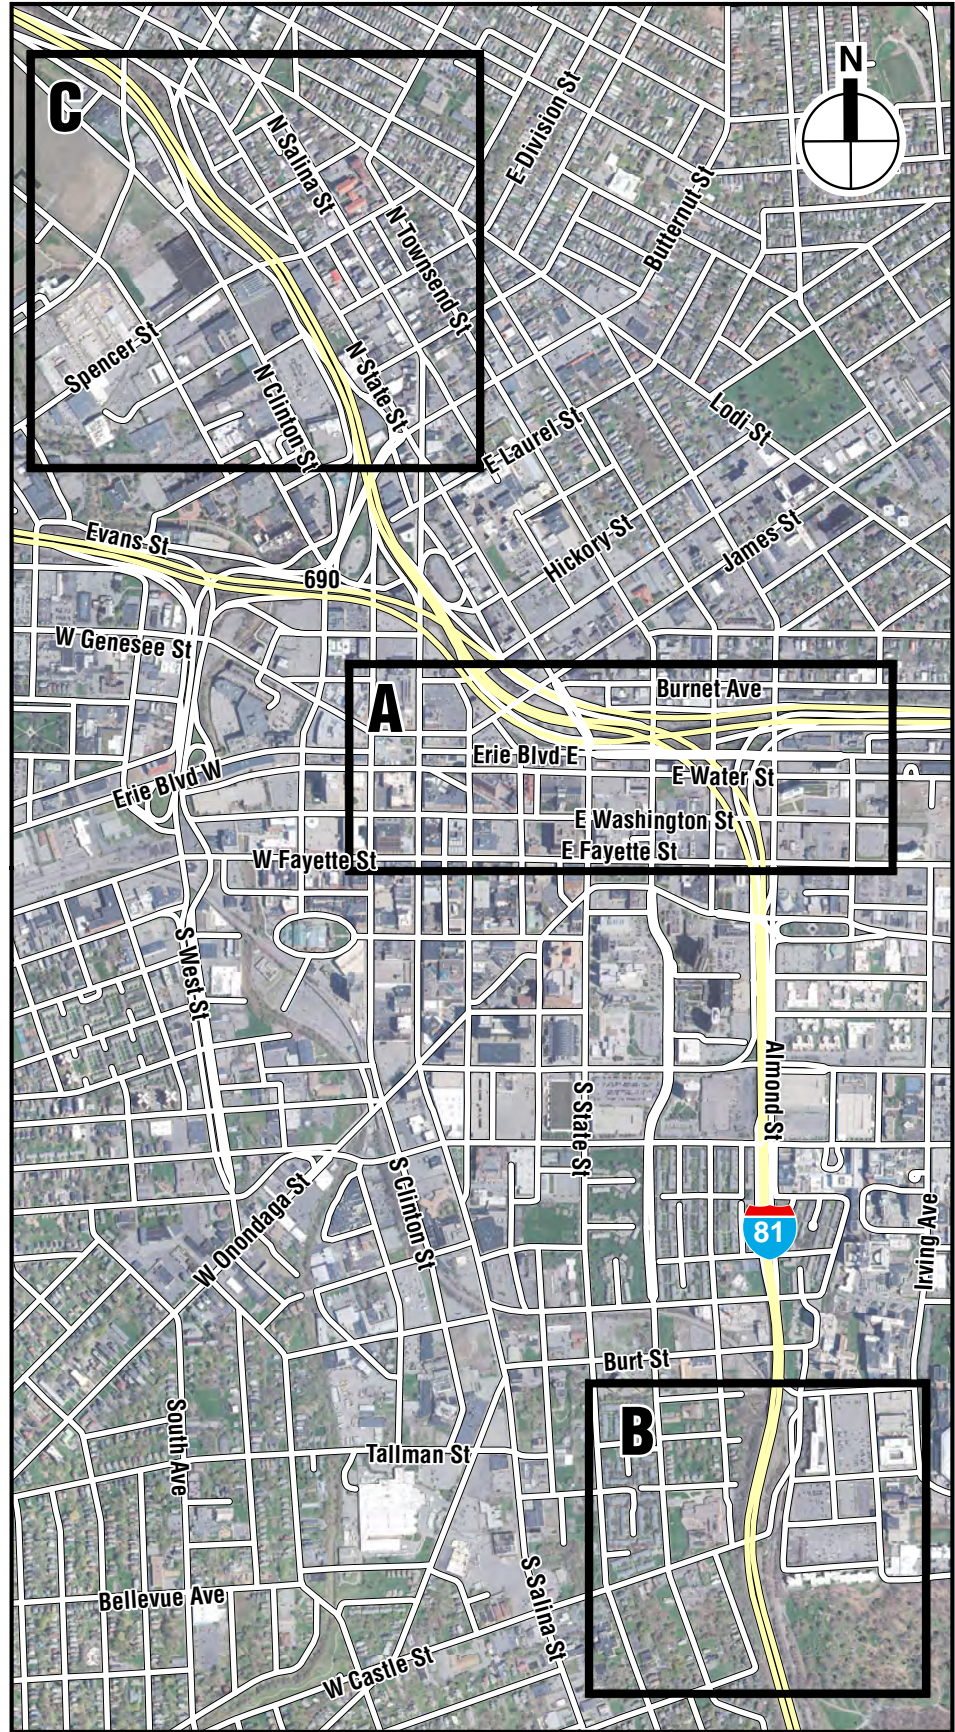 N
C
N Salina St
E Division St
N Townsend St
Butternut St
Spencer St
N State St
N Clinton St
Lodi St
E Laurel St
Hickory St
James St
Evans St
690
W Genesee St
A
Burnet Ave
Erie Blvd E
Erie Blvd W
E Water St
E Washington St
E Fayette St
W Fayette St
S West St
Almond St
S State St
S Clinton St
W Onondaga St
81
Irving Ave
Burt St
B
South Ave
Tallman St
S Salina St
Bellevue Ave
W Castle St